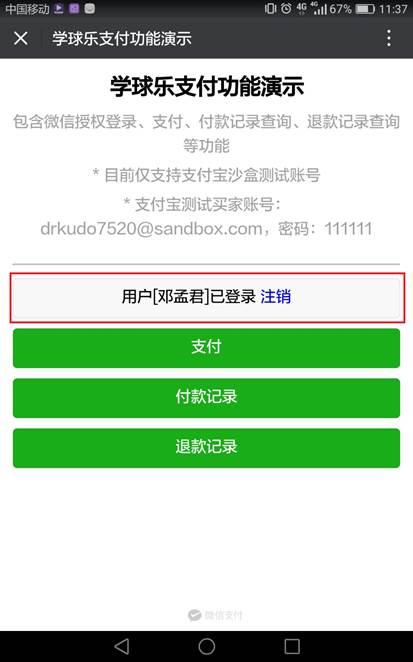 中国移动 4G 4G 67% 11:37
学球乐支付功能演示
学球乐支付功能演示
包含微信授权登录、支付、付款记录查询、退款记录查询
等功能
* 目前仅支持支付宝沙盒测试账号
* 支付宝测试买家账号：
drkudo7520@sandbox.com，密码：111111
用户[邓孟君]已登录 注销
支付
付款记录
退款记录
微信支付